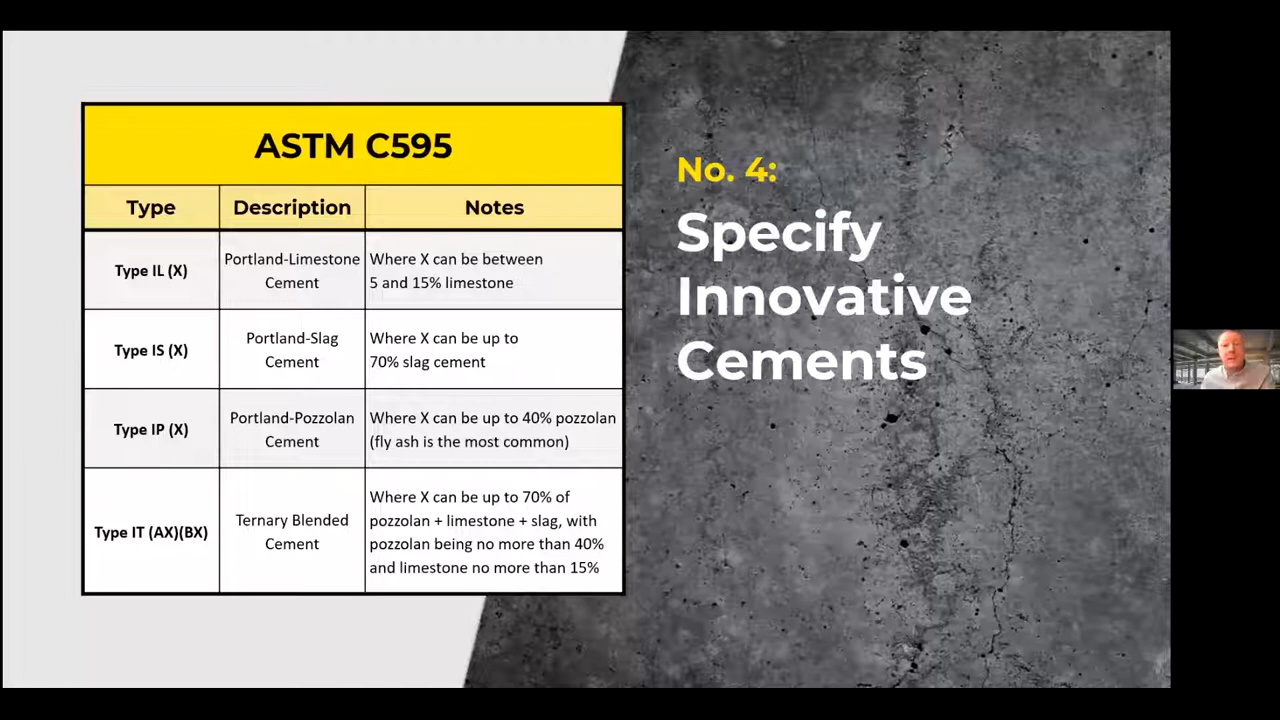 ASTM C595
Type
Description
Notes
Type IL (X)
Portland-Limestone
Cement
Where X can be between
5 and 15% limestone
Type IS (X)
Portland-Slag
Cement
Where X can be up to
70% slag cement
Type IP (X)
Portland-Pozzolan
Cement
Where X can be up to 40% pozzolan
(fly ash is the most common)
Type IT (AX)(BX)
Ternary Blended
Cement
Where X can be up to 70% of
pozzolan + limestone + slag, with
pozzolan being no more than 40%
and limestone no more than 15%
No. 4:
Specify
Innovative
Cements